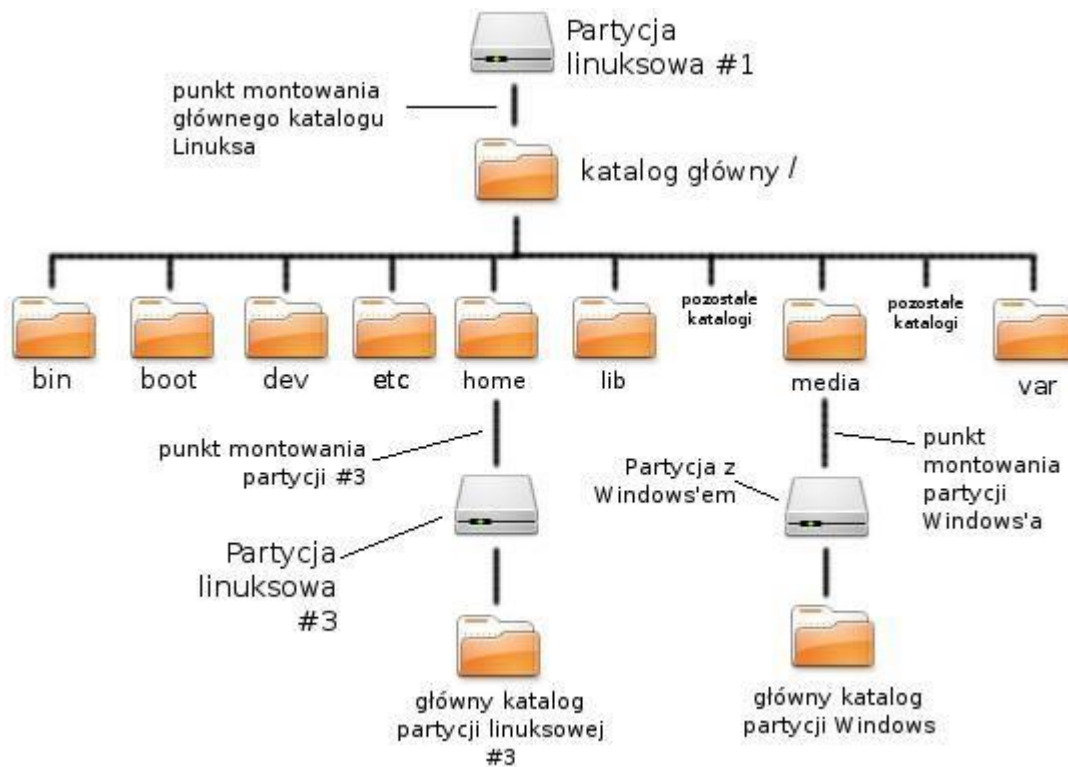 Partycja
linuksowa #1
punkt montowania
głównego katalogu
Linuksa
katalog główny /
pozostałe
katalogi
pozostałe
katalogi
bin
boot
dev
etc
home
lib
media
var
punkt montowania
partycji #3
Partycja z
Windows'em
punkt
montowania
partycji
Windows'a
Partycja
linuksowa
#3
główny katalog
partycji linuksowej
#3
główny katalog
partycji Windows